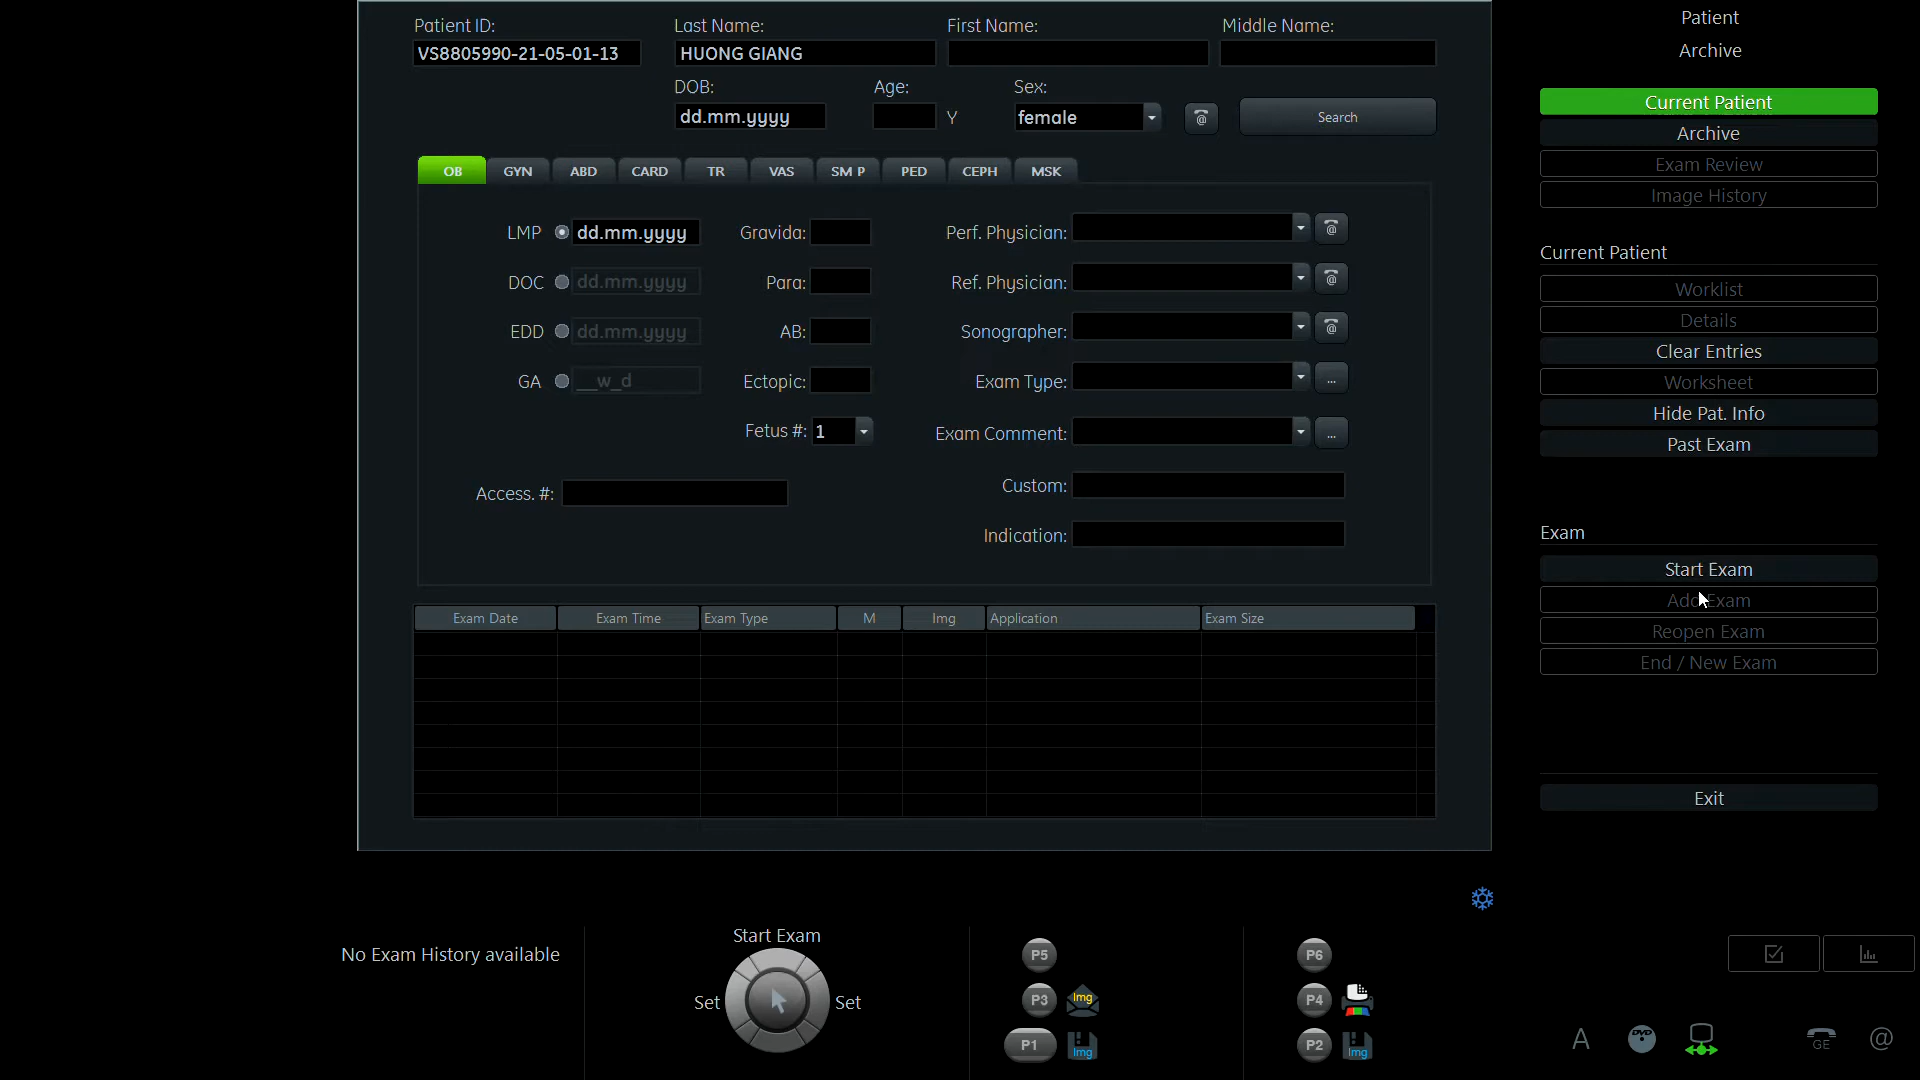 Patient ID: Last Name: First Name: Middle Name:
VS8805990-21-05-01-13 HUONG GIANG
DOB: Age: Sex:
dd.mm.yyyy Y female @ Search
OB GYN ABD CARD TR VAS SM P PED CEPH MSK
LMP dd.mm.yyyy Gravida: Perf. Physician: @
DOC dd.mm.yyyy Para: Ref. Physician: @
EDD dd.mm.yyyy AB: Sonographer: @
GA __w_d Ectopic: Exam Type: ...
Fetus #: 1 Exam Comment: ...
Access. #: Custom:
Indication:
Exam Date Exam Time Exam Type M Img Application Exam Size
Patient
Archive
Current Patient
Archive
Exam Review
Image History
Current Patient
Worklist
Details
Clear Entries
Worksheet
Hide Pat. Info
Past Exam
Exam
Start Exam
Add Exam
Reopen Exam
End / New Exam
Exit
No Exam History available
Start Exam
Set Set
P5 P6
P3 Img P4
P1 Img P2 Img
A DVD GE @